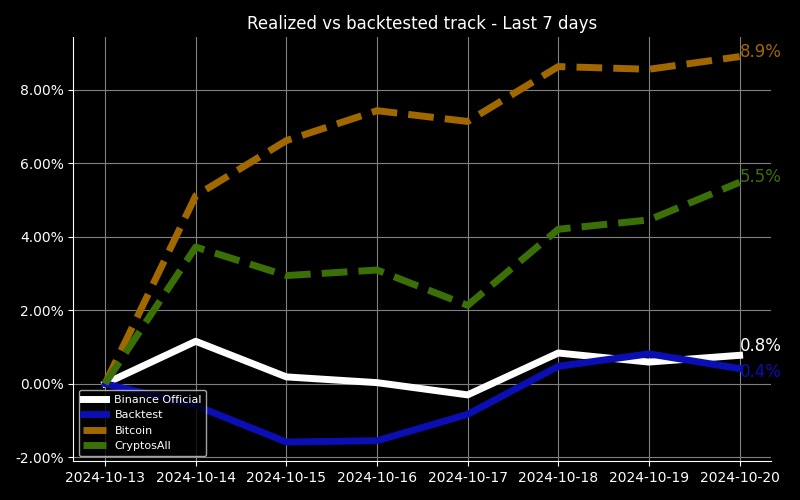 Realized vs backtested track - Last 7 days
8.9%
8.00%
6.00%
5.5%
4.00%
2.00%
0.8%
0.4%
0.00%
Binance Official
Backtest
Bitcoin
CryptosAll
-2.00%
2024-10-13 2024-10-14 2024-10-15 2024-10-16 2024-10-17 2024-10-18 2024-10-19 2024-10-20